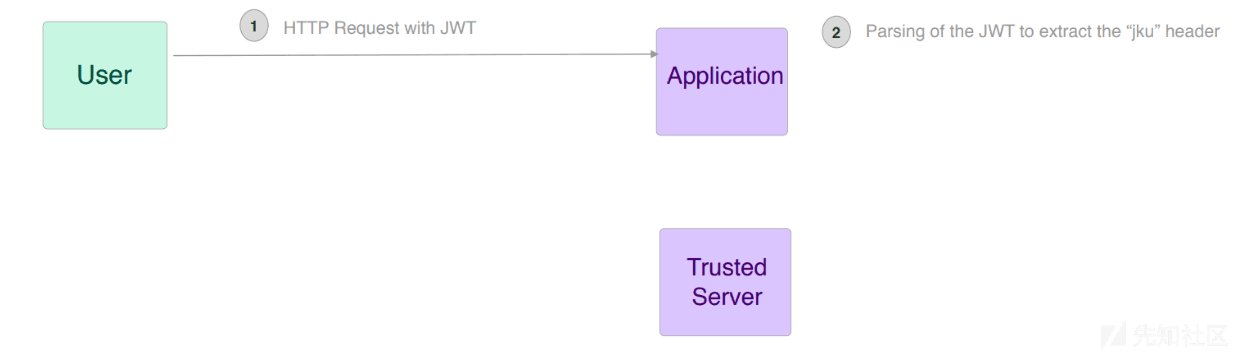 1 HTTP Request with JWT
2 Parsing of the JWT to extract the “jku” header
User
Application
Trusted
Server
先知社区